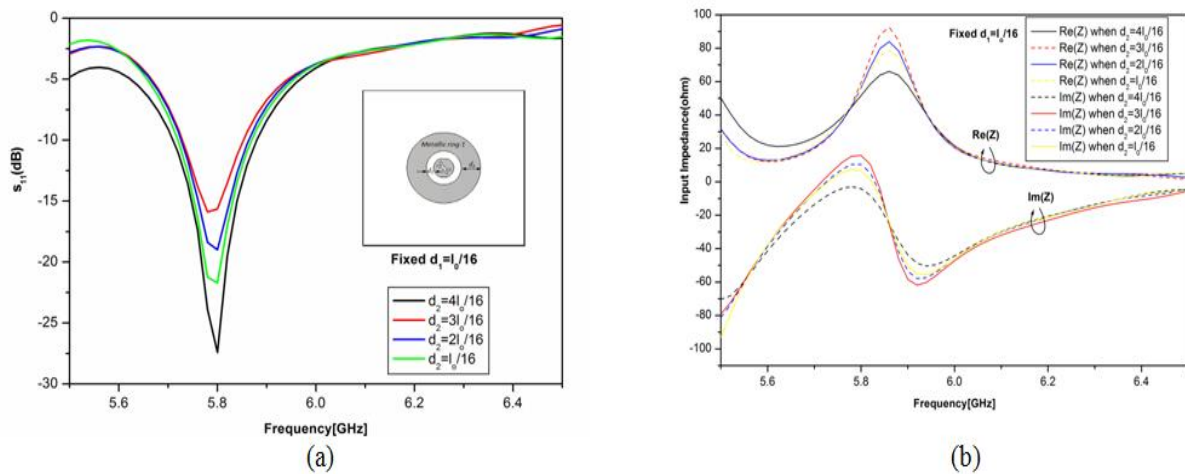 0
-5
-10
-15
-20
-25
-30
s₁₁(dB)
5.6
5.8
6.0
6.2
6.4
Frequency[GHz]
Metallic ring 1
Fixed d₁=l₀/16
d₂=4l₀/16
d₂=3l₀/16
d₂=2l₀/16
d₂=l₀/16
(a)
100
80
60
40
20
0
-20
-40
-60
-80
-100
Input Impedance(ohm)
5.6
5.8
6.0
6.2
6.4
Frequency[GHz]
Fixed d₁=l₀/16
Re(Z) when d₂=4l₀/16
Re(Z) when d₂=3l₀/16
Re(Z) when d₂=2l₀/16
Re(Z) when d₂=l₀/16
Im(Z) when d₂=4l₀/16
Im(Z) when d₂=3l₀/16
Im(Z) when d₂=2l₀/16
Im(Z) when d₂=l₀/16
Re(Z)
Im(Z)
(b)